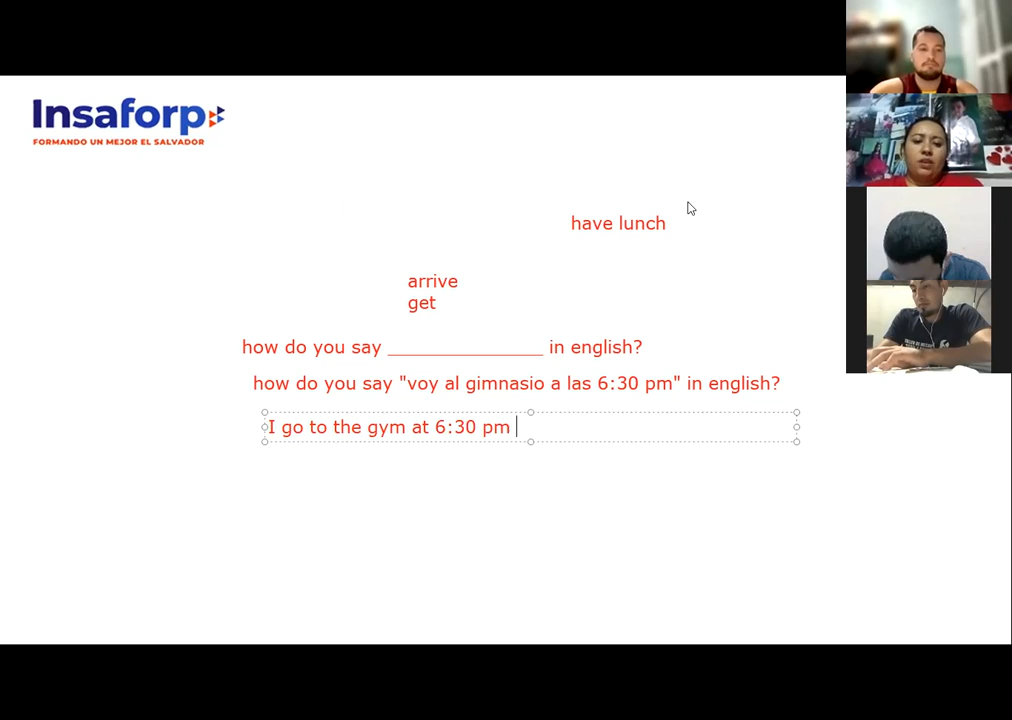 Insaforp
FORMANDO UN MEJOR EL SALVADOR
have lunch
arrive
get
how do you say _______________ in english?
how do you say "voy al gimnasio a las 6:30 pm" in english?
I go to the gym at 6:30 pm